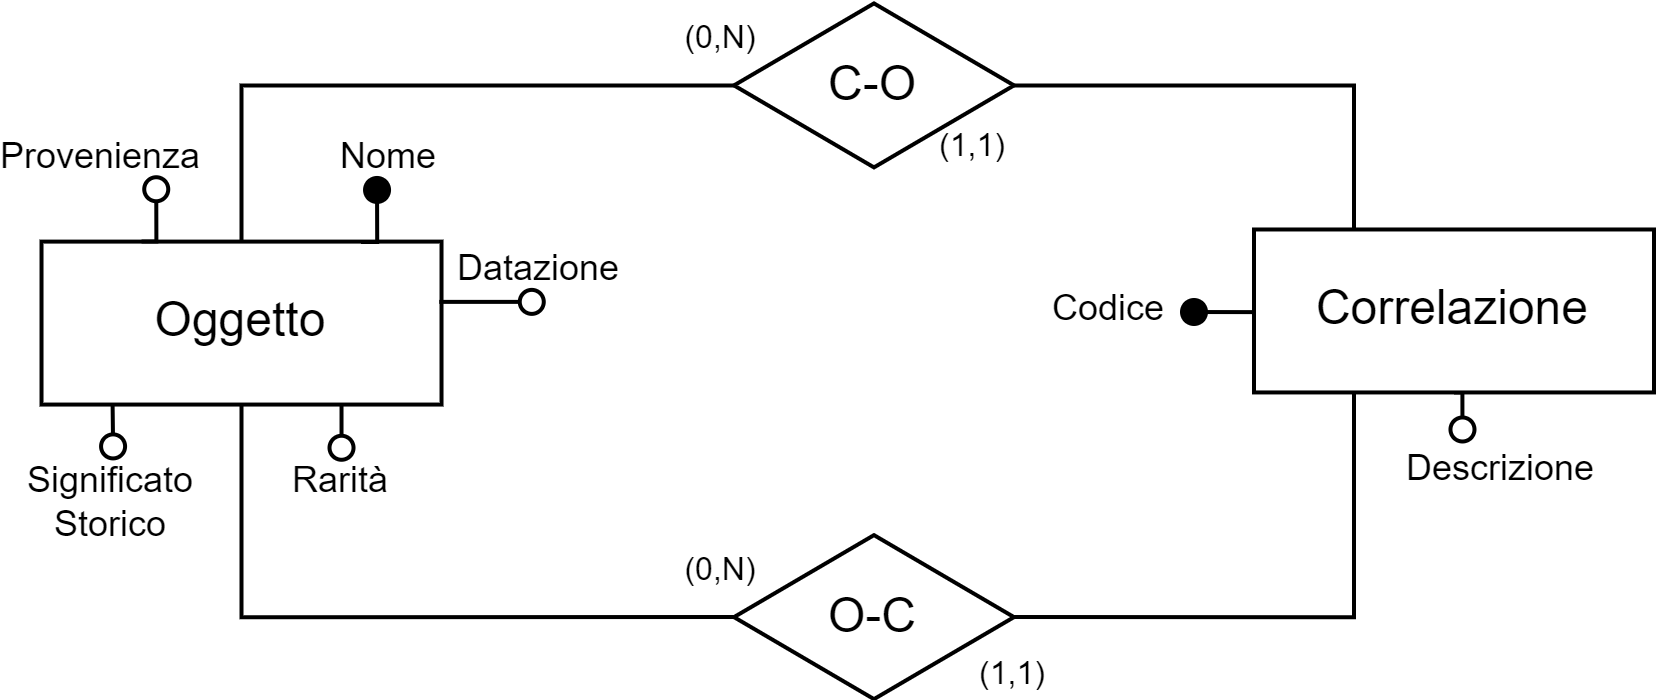 (0,N)
C-O
(1,1)
Provenienza
Nome
Datazione
Oggetto
Codice
Correlazione
Significato
Storico
Rarità
Descrizione
(0,N)
O-C
(1,1)